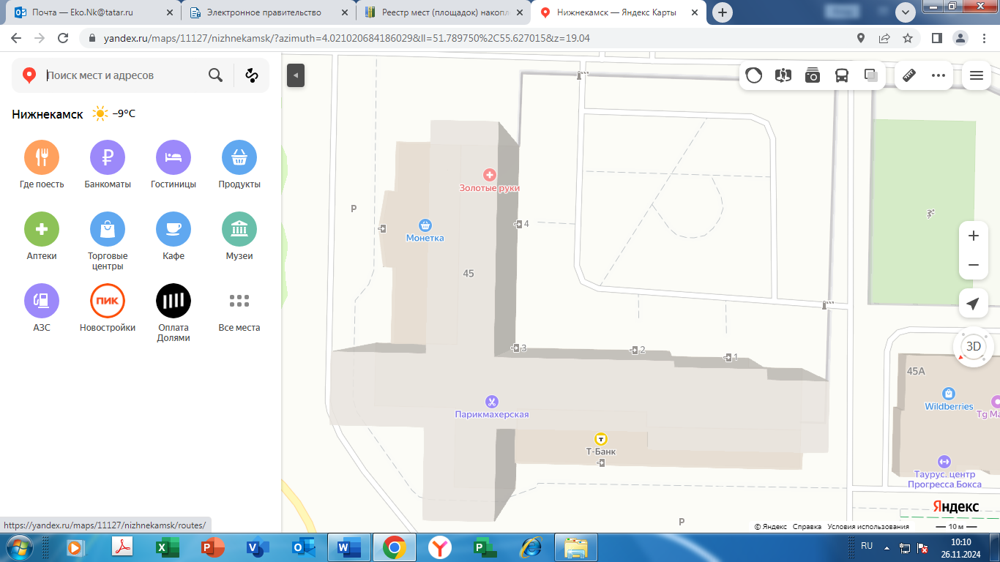 Почта — Eko.Nk@tatar.ru
Электронное правительство
Реестр мест (площадок) накопл
Нижнекамск — Яндекс Карты
yandex.ru/maps/11127/nizhnekamsk/?azimuth=4.021020684186029&ll=51.789750%2C55.627015&z=19.04
Поиск мест и адресов
Нижнекамск
−9°C
Где поесть
Банкоматы
Гостиницы
Продукты
Аптеки
Торговые
центры
Кафе
Музеи
АЗС
ПИК
Новостройки
Оплата
Долями
Все места
Золотые руки
P
4
Монетка
45
3
2
1
3D
45А
Wildberries
Tg Ma
Парикмахерская
Т
Т-Банк
Таурус. центр
Прогресса Бокса
Яндекс
P
https://yandex.ru/maps/11127/nizhnekamsk/routes/
© Яндекс Справка Условия использования
10 м
RU
10:10
26.11.2024